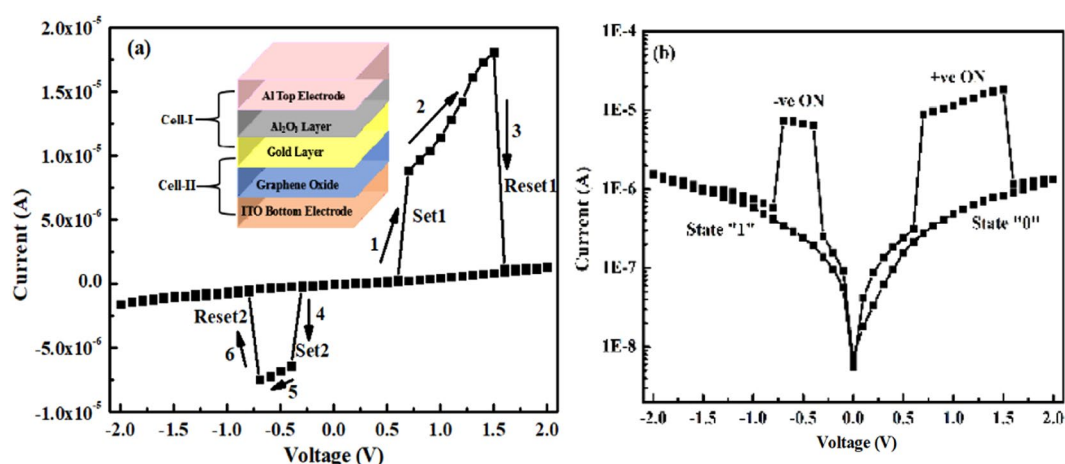 (a)
2.0x10⁻⁵
1.5x10⁻⁵
1.0x10⁻⁵
5.0x10⁻⁶
0.0
-5.0x10⁻⁶
-1.0x10⁻⁵
Current (A)
Al Top Electrode
Al₂O₃ Layer
Gold Layer
Graphene Oxide
ITO Bottom Electrode
Cell-I
Cell-II
1
Set1
2
3
Reset1
4
Set2
5
6
Reset2
-2.0 -1.5 -1.0 -0.5 0.0 0.5 1.0 1.5 2.0
Voltage (V)
(b)
1E-4
1E-5
1E-6
1E-7
1E-8
Current (A)
-ve ON
+ve ON
State "1"
State "0"
-2.0 -1.5 -1.0 -0.5 0.0 0.5 1.0 1.5 2.0
Voltage (V)